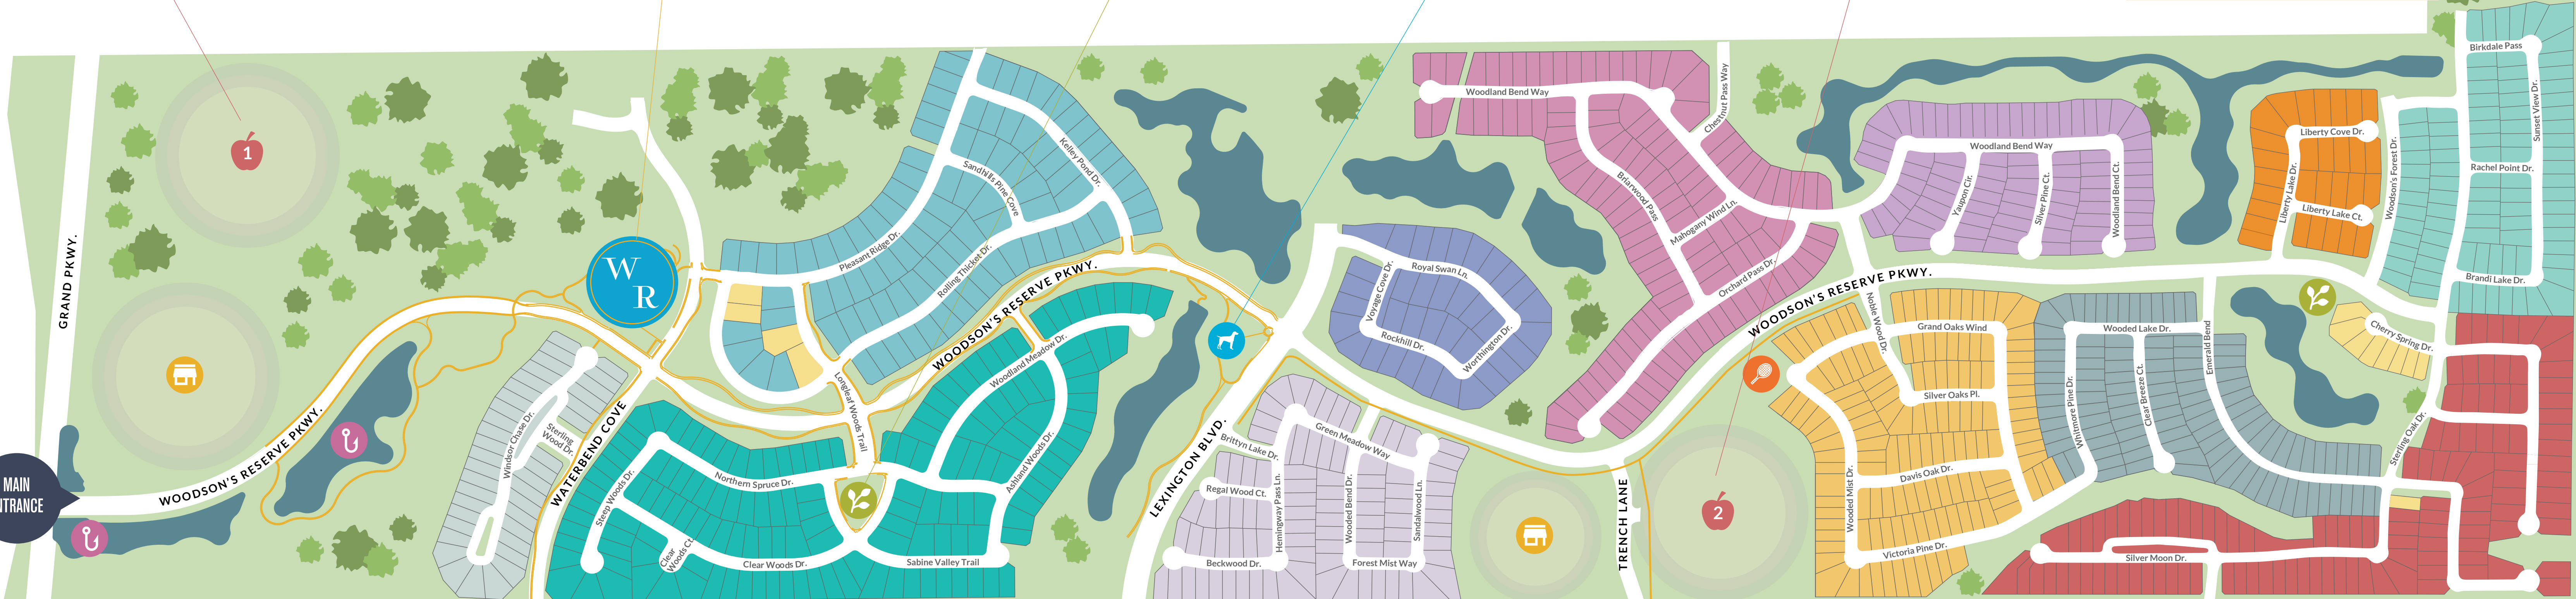 GRAND PKWY.
MAIN
NTRANCE
1
WOODSON'S RESERVE PKWY.
W
R
WATERBEND COVE
Windsor Chase Dr.
Sterling
Wood Dr.
Pleasant Ridge Dr.
Sandhills Pine Cove
Kelley Pond Dr.
Rolling Thicket Dr.
WOODSON'S RESERVE PKWY.
Longleaf Woods Trail
Woodland Meadow Dr.
Ashland Woods Dr.
Northern Spruce Dr.
Steep Woods Dr.
Clear
Woods Ct.
Clear Woods Dr.
Sabine Valley Trail
LEXINGTON BLVD.
Brittyn Lake Dr.
Green Meadow Way
Regal Wood Ct.
Hemingway Pass Ln.
Wooded Bend Dr.
Sandalwood Ln.
Beckwood Dr.
Forest Mist Way
Voyage Cove Dr.
Royal Swan Ln.
Rockhill Dr.
Worthington Dr.
Woodland Bend Way
Chestnut Pass Way
Briarwood Pass
Mahogany Wind Ln.
Orchard Pass Dr.
WOODSON'S RESERVE PKWY.
TRENCH LANE
2
Woodland Bend Way
Yaupon Cir.
Silver Pine Ct.
Woodland Bend Ct.
Noble Wood Dr.
Grand Oaks Wind
Silver Oaks Pl.
Davis Oak Dr.
Wooded Mist Dr.
Victoria Pine Dr.
Wooded Lake Dr.
Whitmore Pine Dr.
Clear Breeze Ct.
Emerald Bend
Liberty Cove Dr.
Liberty Lake Dr.
Liberty Lake Ct.
Woodson's Forest Dr.
Birkdale Pass
Sunset View Dr.
Rachel Point Dr.
Brandi Lake Dr.
Cherry Spring Dr.
Sterling Oak Dr.
Silver Moon Dr.